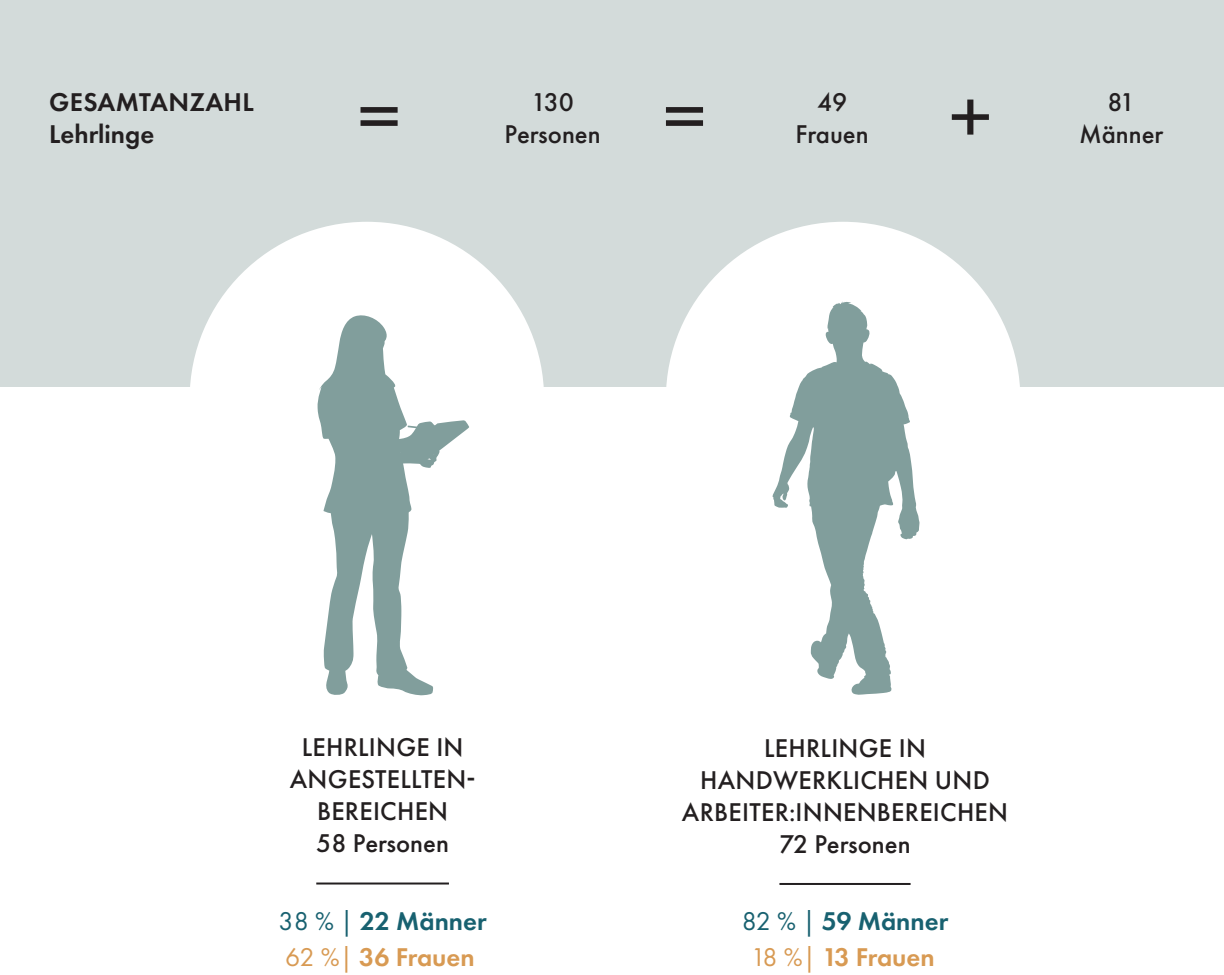 GESAMTANZAHL
Lehrlinge
=
130
Personen
=
49
Frauen
+
81
Männer
LEHRLINGE IN
ANGESTELLTEN-
BEREICHEN
58 Personen
38 % | 22 Männer
62 % | 36 Frauen
LEHRLINGE IN
HANDWERKLICHEN UND
ARBEITER:INNENBEREICHEN
72 Personen
82 % | 59 Männer
18 % | 13 Frauen